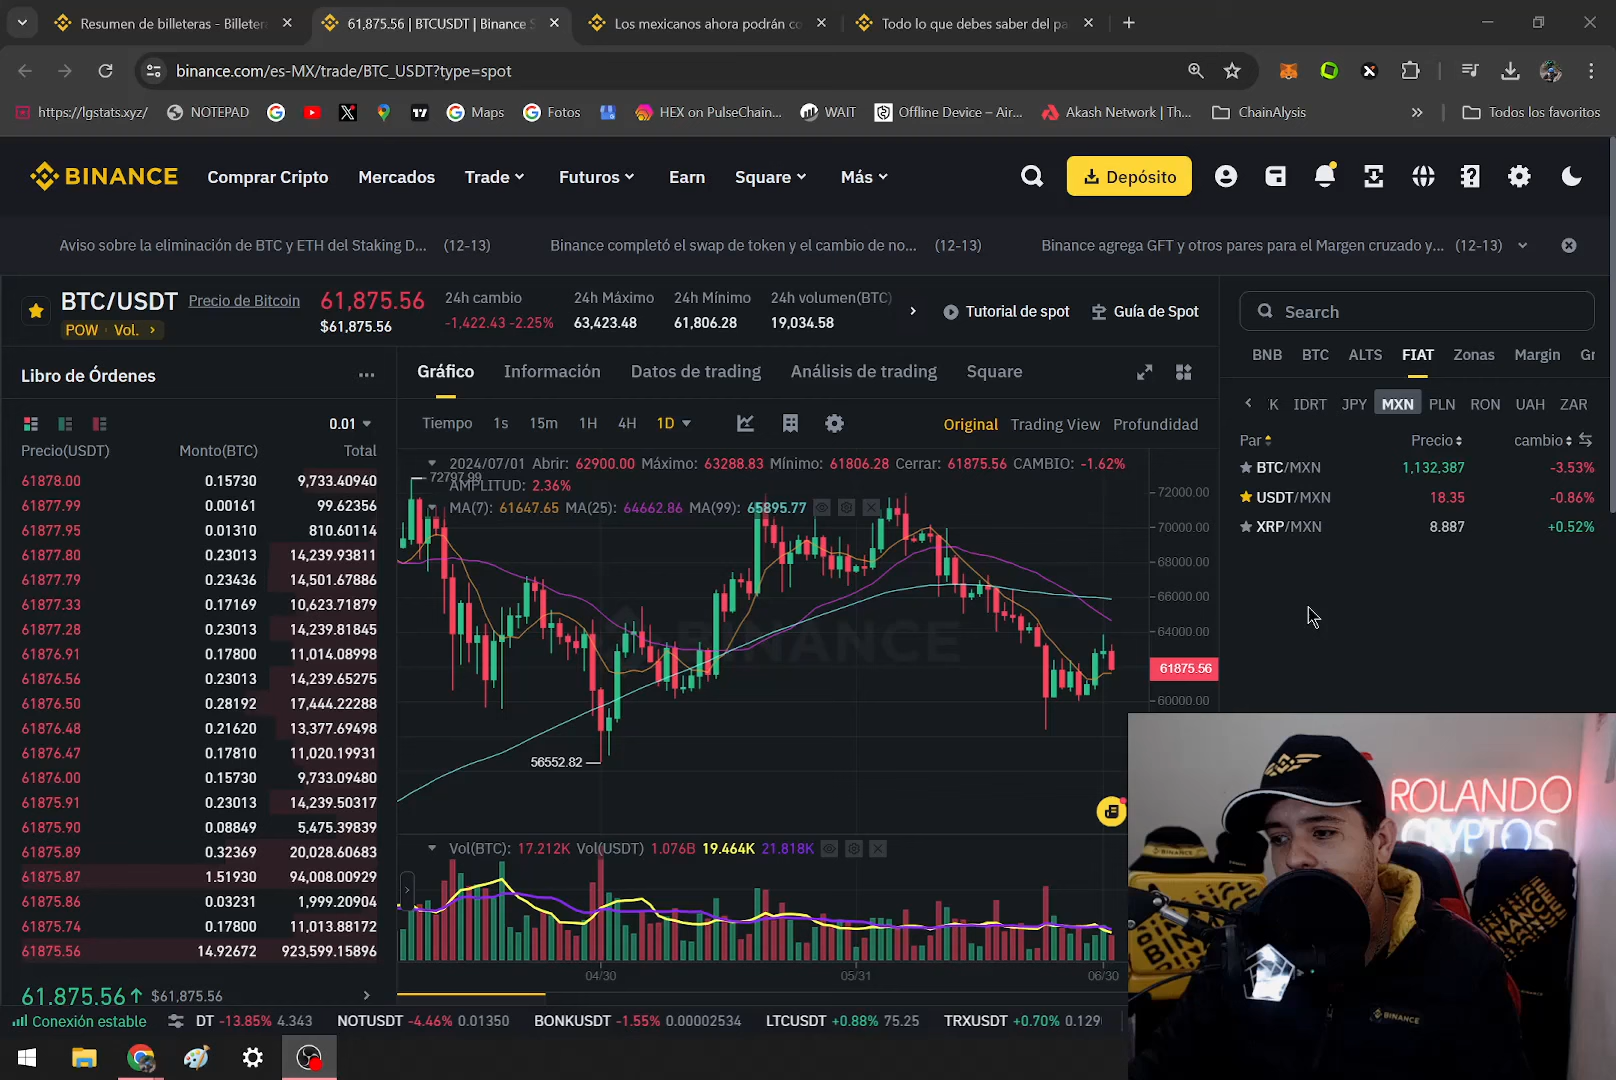 Resumen de billeteras - Billeter
61,875.56 | BTCUSDT | Binance S
Los mexicanos ahora podrán co
Todo lo que debes saber del pa
binance.com/es-MX/trade/BTC_USDT?type=spot
https://lgstats.xyz/ NOTEPAD Maps Fotos HEX on PulseChain... WAIT Offline Device – Air... Akash Network | Th... ChainAlysis » Todos los favoritos
BINANCE Comprar Cripto Mercados Trade Futuros Earn Square Más Depósito
Aviso sobre la eliminación de BTC y ETH del Staking D... (12-13) Binance completó el swap de token y el cambio de no... (12-13) Binance agrega GFT y otros pares para el Margen cruzado y... (12-13)
BTC/USDT Precio de Bitcoin
POW Vol.
61,875.56
$61,875.56
24h cambio
-1,422.43 -2.25%
24h Máximo
63,423.48
24h Mínimo
61,806.28
24h volumen(BTC)
19,034.58
Tutorial de spot Guía de Spot
Libro de Órdenes
0.01
Precio(USDT) Monto(BTC) Total
61878.00 0.15730 9,733.40940
61877.99 0.00161 99.62356
61877.95 0.01310 810.60114
61877.80 0.23013 14,239.93811
61877.79 0.23436 14,501.67886
61877.33 0.17169 10,623.71879
61877.28 0.23013 14,239.81845
61876.91 0.17800 11,014.08998
61876.56 0.23013 14,239.65275
61876.50 0.28192 17,444.22288
61876.48 0.21620 13,377.69498
61876.47 0.17810 11,020.19931
61876.00 0.15730 9,733.09480
61875.91 0.23013 14,239.50317
61875.90 0.08849 5,475.39839
61875.89 0.32369 20,028.60683
61875.87 1.51930 94,008.00929
61875.86 0.03231 1,999.20904
61875.74 0.17800 11,013.88172
61875.56 14.92672 923,599.15896
61,875.56 $61,875.56
Gráfico Información Datos de trading Análisis de trading Square
Tiempo 1s 15m 1H 4H 1D Original Trading View Profundidad
2024/07/01 Abrir: 62900.00 Máximo: 63288.83 Mínimo: 61806.28 Cerrar: 61875.56 CAMBIO: -1.62%
72797.99
AMPLITUD: 2.36%
MA(7): 61647.65 MA(25): 64662.86 MA(99): 65895.77
72000.00
70000.00
68000.00
66000.00
64000.00
61875.56
60000.00
BINANCE
56552.82
Vol(BTC): 17.212K Vol(USDT) 1.076B 19.464K 21.818K
04/30 05/31 06/30
Search
BNB BTC ALTS FIAT Zonas Margin Gr
K IDRT JPY MXN PLN RON UAH ZAR
Par Precio cambio
BTC/MXN 1,132,387 -3.53%
USDT/MXN 18.35 -0.86%
XRP/MXN 8.887 +0.52%
ROLANDO
CRYPTOS
BINANCE
Conexión estable DT -13.85% 4.343 NOTUSDT -4.46% 0.01350 BONKUSDT -1.55% 0.00002534 LTCUSDT +0.88% 75.25 TRXUSDT +0.70% 0.129